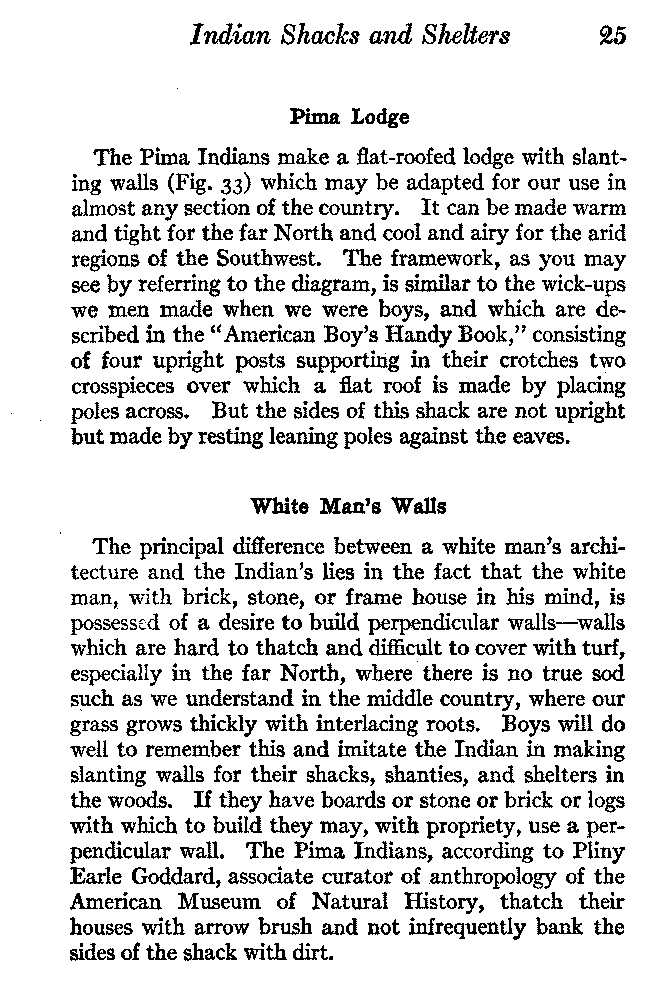 Indian Shacks and Shelters 25
Pima Lodge
The Pima Indians make a flat-roofed lodge with slant-
ing walls (Fig. 33) which may be adapted for our use in
almost any section of the country. It can be made warm
and tight for the far North and cool and airy for the arid
regions of the Southwest. The framework, as you may
see by referring to the diagram, is similar to the wick-ups
we men made when we were boys, and which are de-
scribed in the "American Boy's Handy Book," consisting
of four upright posts supporting in their crotches two
crosspieces over which a flat roof is made by placing
poles across. But the sides of this shack are not upright
but made by resting leaning poles against the eaves.
White Man's Walls
The principal difference between a white man's archi-
tecture and the Indian's lies in the fact that the white
man, with brick, stone, or frame house in his mind, is
possessed of a desire to build perpendicular walls—walls
which are hard to thatch and difficult to cover with turf,
especially in the far North, where there is no true sod
such as we understand in the middle country, where our
grass grows thickly with interlacing roots. Boys will do
well to remember this and imitate the Indian in making
slanting walls for their shacks, shanties, and shelters in
the woods. If they have boards or stone or brick or logs
with which to build they may, with propriety, use a per-
pendicular wall. The Pima Indians, according to Pliny
Earle Goddard, associate curator of anthropology of the
American Museum of Natural History, thatch their
houses with arrow brush and not infrequently bank the
sides of the shack with dirt.